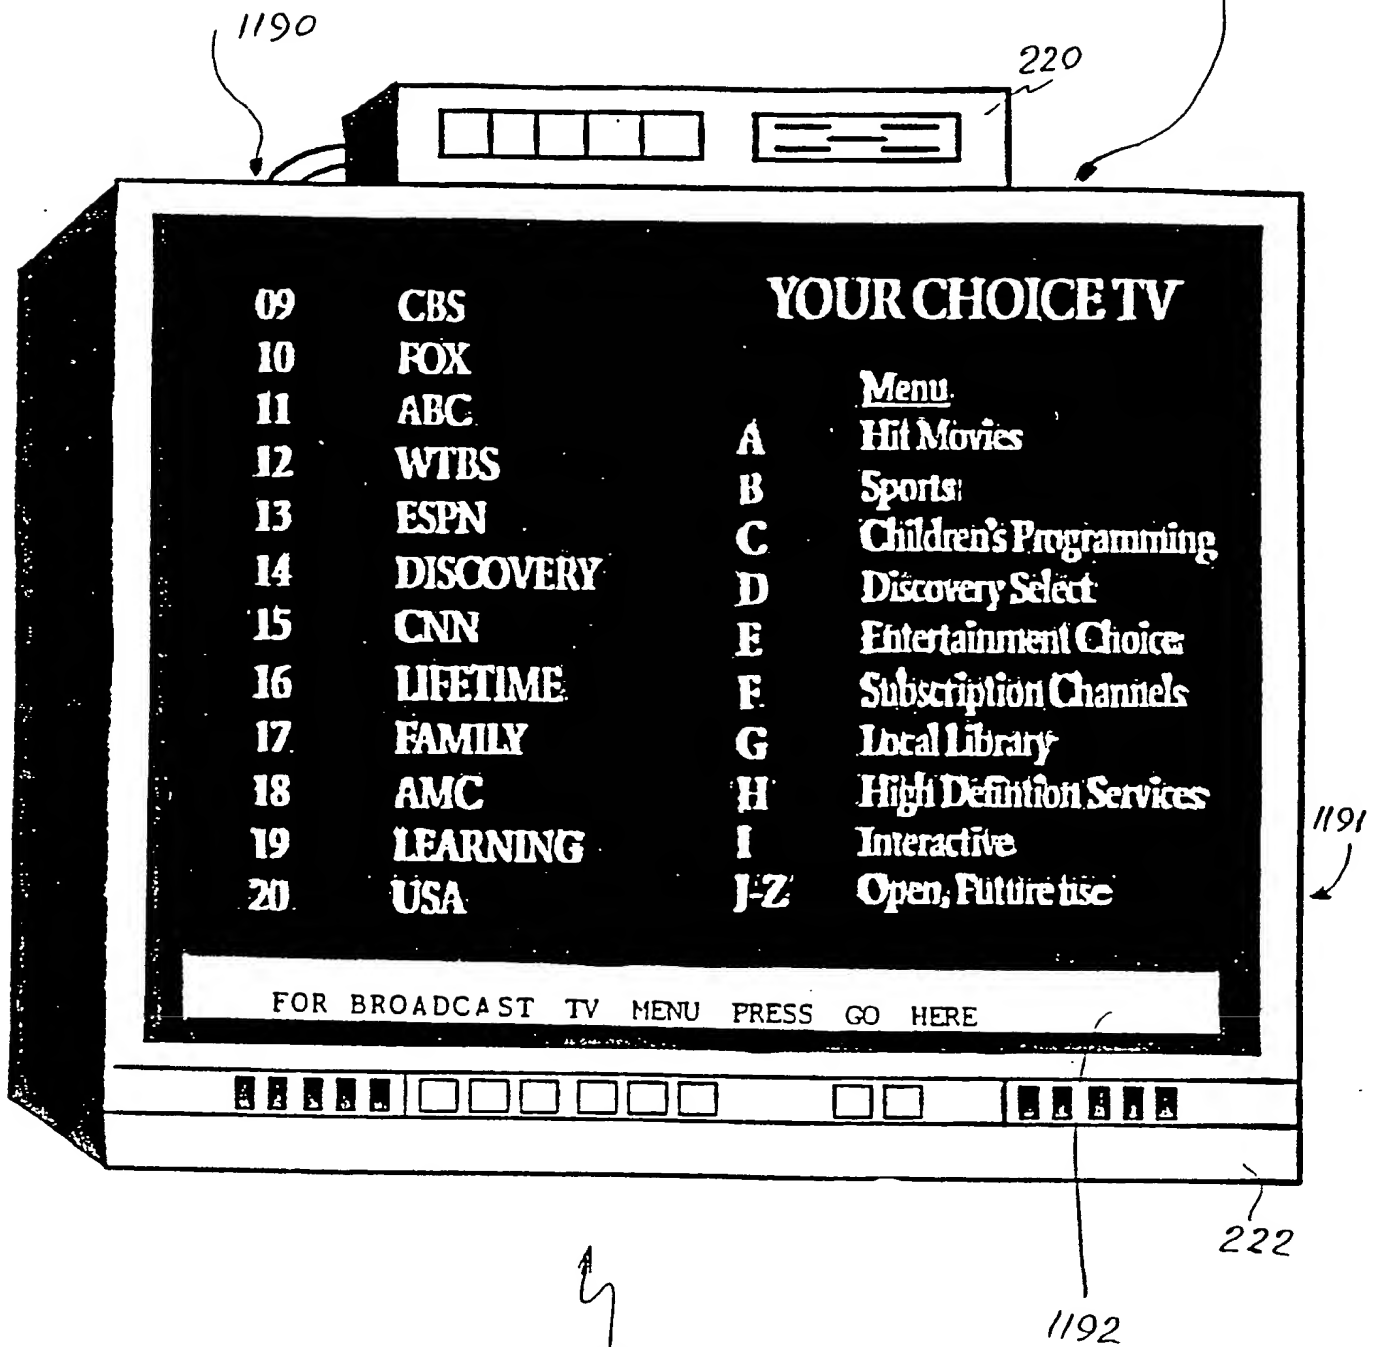 1190
220
09 CBS
10 FOX
11 ABC
12 WTBS
13 ESPN
14 DISCOVERY
15 CNN
16 LIFETIME
17 FAMILY
18 AMC
19 LEARNING
20 USA
YOUR CHOICE TV
Menu
A Hit Movies
B Sports
C Children's Programming
D Discovery Select
E Entertainment Choice
F Subscription Channels
G Local Library
H High Defintion Services
I Interactive
J-Z Open, Future use
1191
FOR BROADCAST TV MENU PRESS GO HERE
222
1192